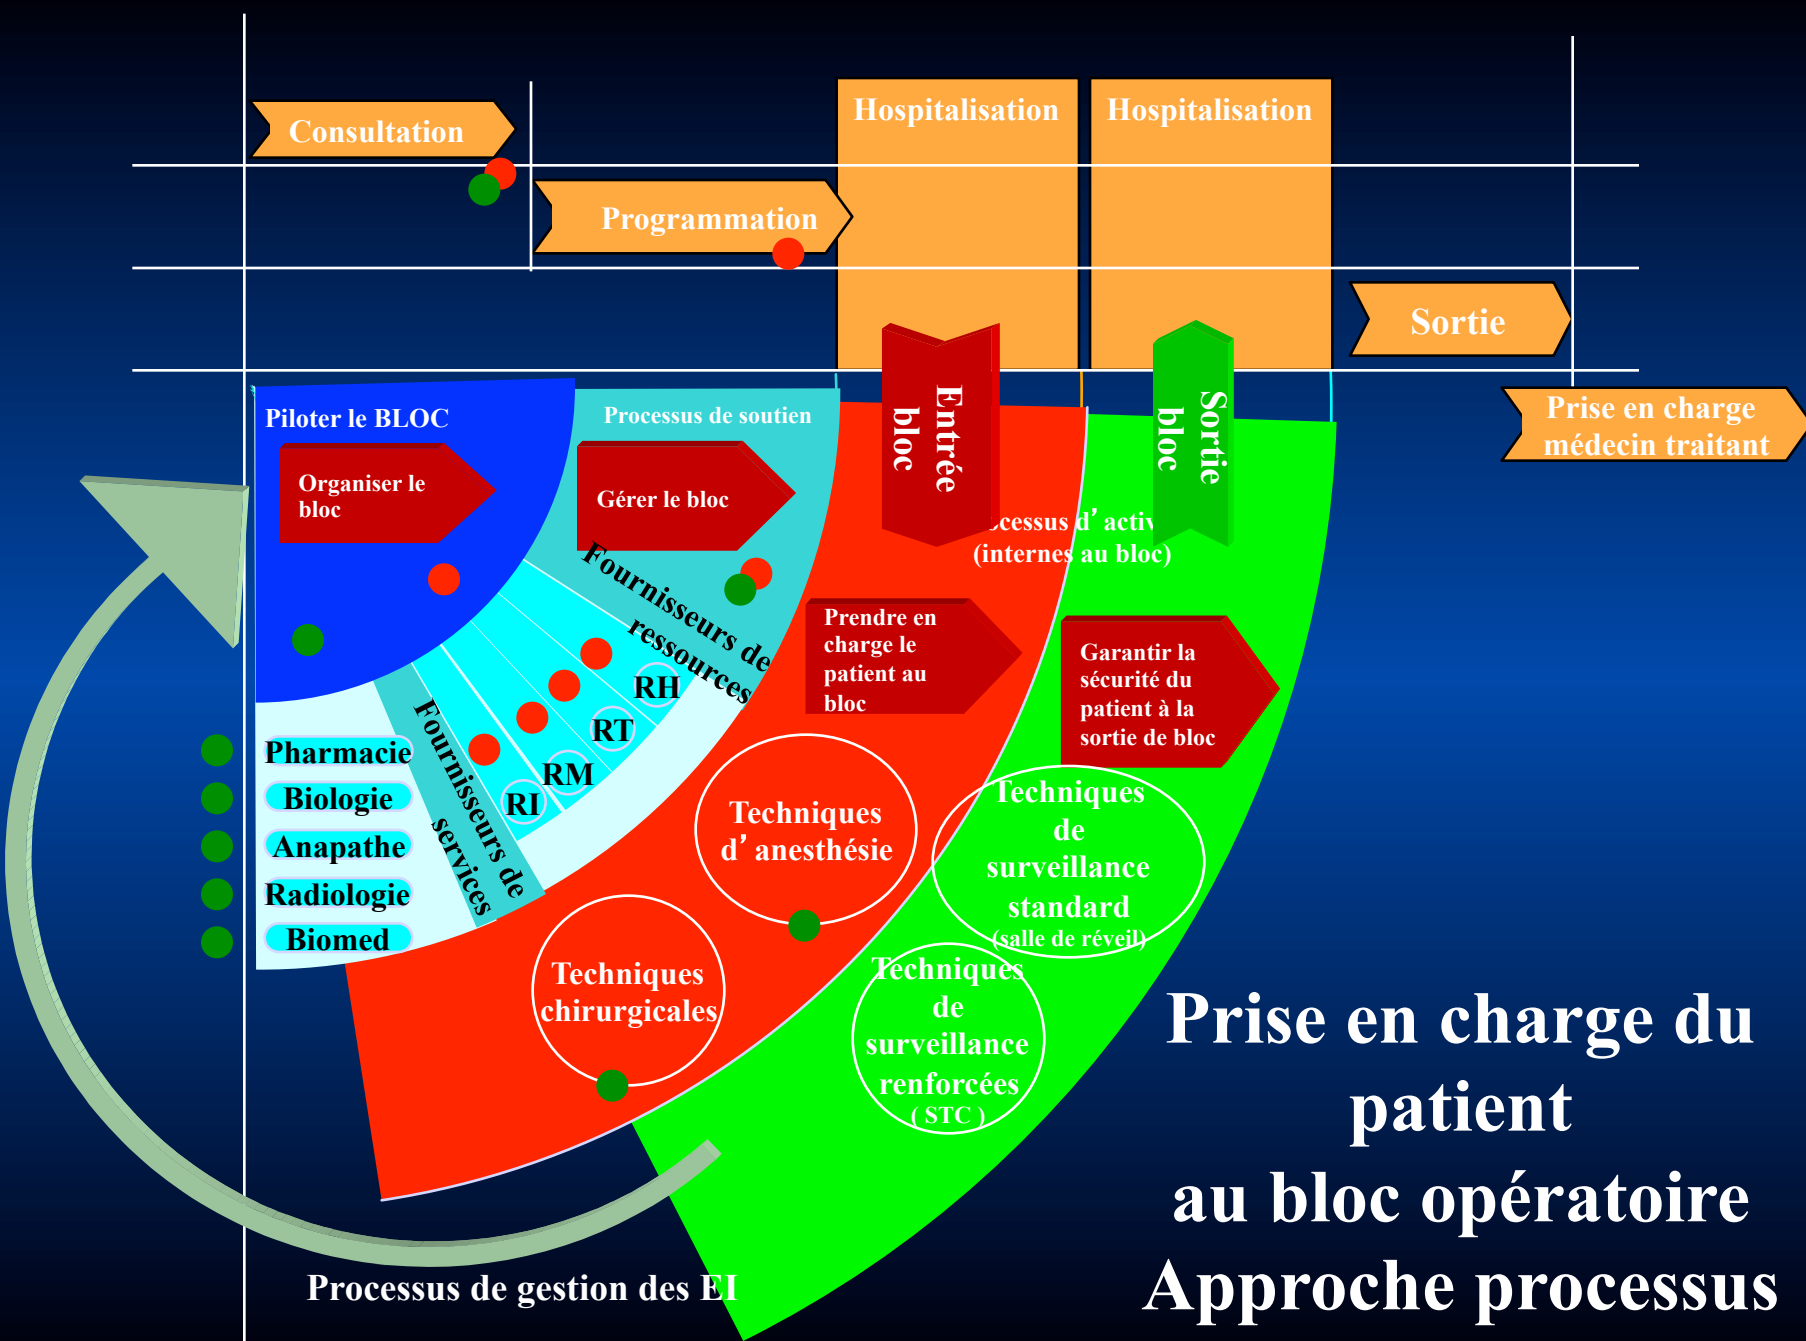 Consultation
Hospitalisation
Hospitalisation
Programmation
Sortie
Prise en charge
médecin traitant
Entrée
bloc
Sortie
bloc
Piloter le BLOC
Organiser le
bloc
Processus de soutien
Gérer le bloc
Fournisseurs de
ressources
d’ activ
(internes au bloc)
Prendre en
charge le
patient au
bloc
Garantir la
sécurité du
patient à la
sortie de bloc
RH
RT
RM
RI
Fournisseurs de
services
Pharmacie
Biologie
Anapathe
Radiologie
Biomed
Techniques
d’ anesthésie
Techniques
chirurgicales
Techniques
de
surveillance
standard
(salle de réveil)
Techniques
de
surveillance
renforcées
( STC )
Processus de gestion des EI
Prise en charge du
patient
au bloc opératoire
Approche processus